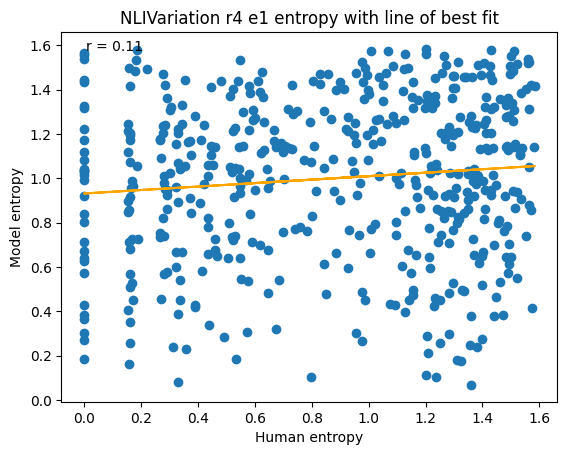 NLIVariation r4 e1 entropy with line of best fit
r = 0.11
1.6
1.4
1.2
1.0
0.8
0.6
0.4
0.2
0.0
Model entropy
0.0 0.2 0.4 0.6 0.8 1.0 1.2 1.4 1.6
Human entropy